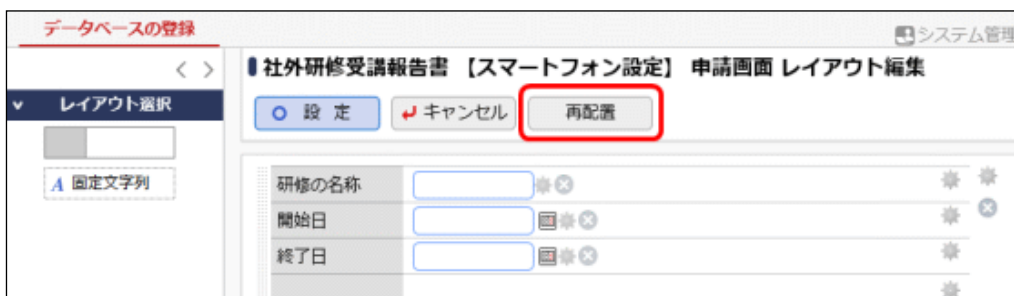 データベースの登録
システム管理
社外研修受講報告書 【スマートフォン設定】 申請画面 レイアウト編集
レイアウト選択
設 定
キャンセル
再配置
A 固定文字列
研修の名称
開始日
終了日